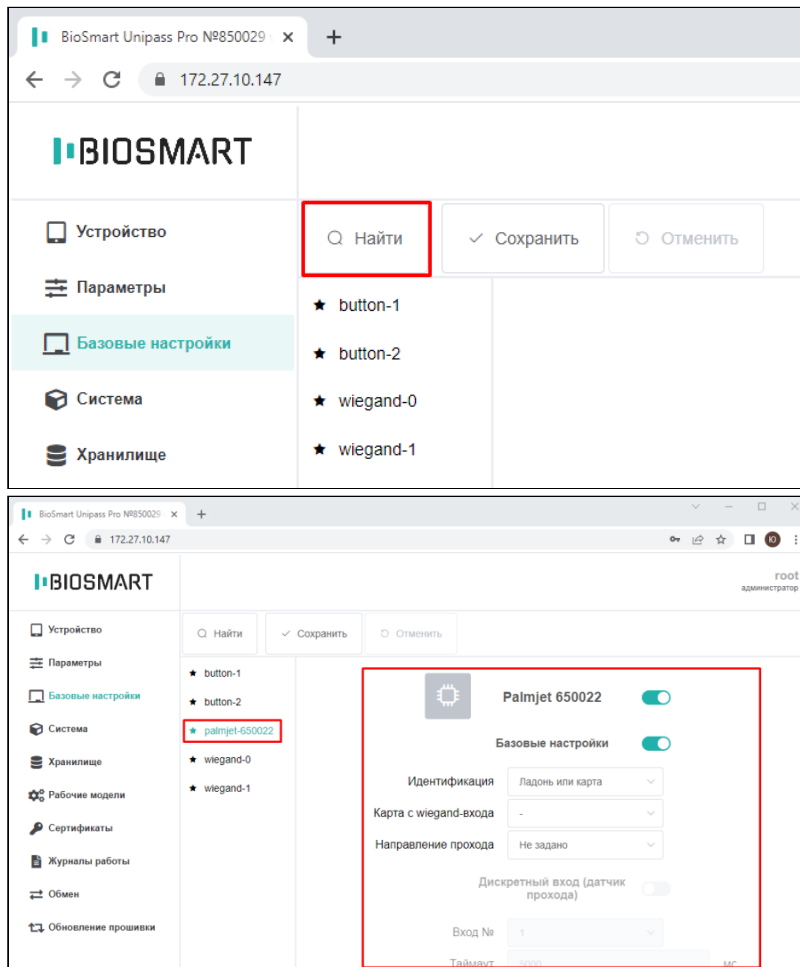 BioSmart Unipass Pro №850029
172.27.10.147
BIOSMART
Найти
Сохранить
Отменить
Устройство
Параметры
Базовые настройки
Система
Хранилище
button-1
button-2
wiegand-0
wiegand-1
BioSmart Unipass Pro №850029
172.27.10.147
Ю
BIOSMART
root
администратор
Найти
Сохранить
Отменить
Устройство
Параметры
Базовые настройки
Система
Хранилище
Рабочие модели
Сертификаты
Журналы работы
Обмен
Обновление прошивки
button-1
button-2
palmjet-650022
wiegand-0
wiegand-1
Palmjet 650022
Базовые настройки
Идентификация Ладонь или карта
Карта с wiegand-входа -
Направление прохода Не задано
Дискретный вход (датчик
прохода)
Вход № 1
Таймаут 5000 мс